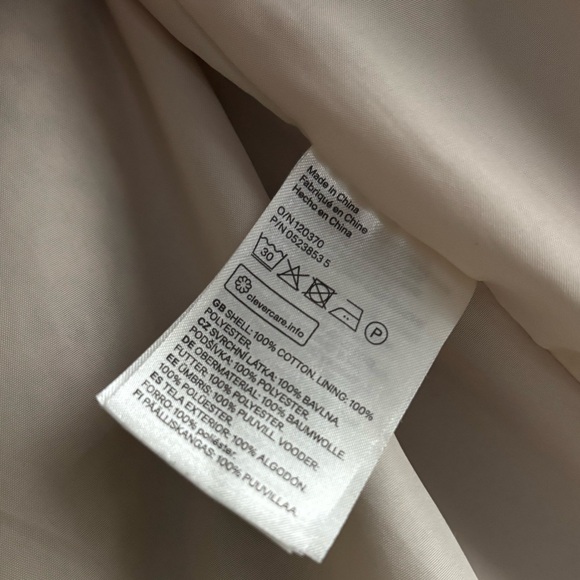 Made in China
Fabriqué en Chine
Hecho en China
O/N 120370
P/N 0523853 5
30
P
clevercare.info
GB SHELL: 100% COTTON. LINING: 100%
POLYESTER.
CZ SVRCHNÍ LÁTKA: 100% BAVLNA.
PODŠÍVKA: 100% POLYESTER.
DE OBERMATERIAL: 100% BAUMWOLLE.
FUTTER: 100% POLYESTER.
EE ÜMBRIS: 100% PUUVILL. VOODER:
100% POLÜESTER.
ES TELA EXTERIOR: 100% ALGODÓN.
FORRO: 100% poliéster.
FI PÄÄLLISKANGAS: 100% PUUVILLAA.